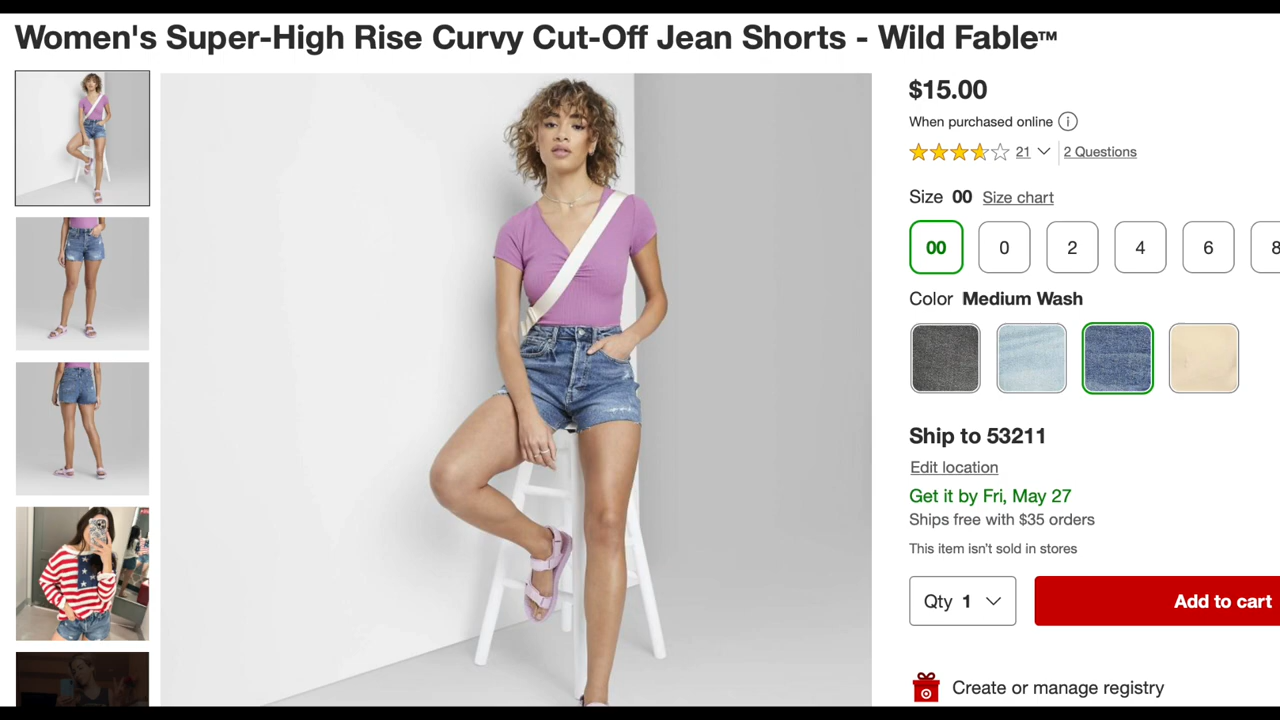 Women's Super-High Rise Curvy Cut-Off Jean Shorts - Wild Fable™
$15.00
When purchased online
21
2 Questions
Size 00 Size chart
00 0 2 4 6 8
Color Medium Wash
Ship to 53211
Edit location
Get it by Fri, May 27
Ships free with $35 orders
This item isn't sold in stores
Qty 1
Add to cart
Create or manage registry